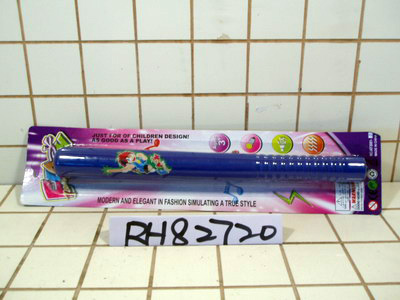 JUST FOR OF CHILDREN DESIGN!
AS GOOD AS A PLAY!
MODERN AND ELEGANT IN FASHION SIMULATING A TRUE STYLE
RH82720